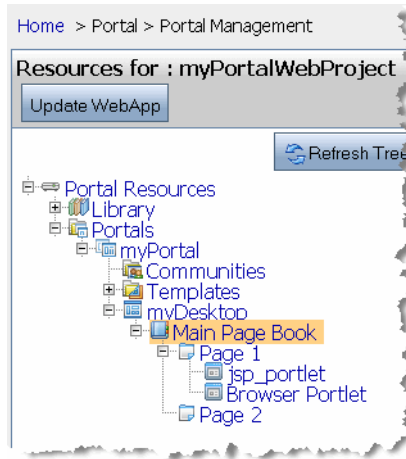 Home > Portal > Portal Management
Resources for : myPortalWebProject
Update WebApp
Refresh Tree
Portal Resources
Library
Portals
myPortal
Communities
Templates
myDesktop
Main Page Book
Page 1
jsp_portlet
Browser Portlet
Page 2